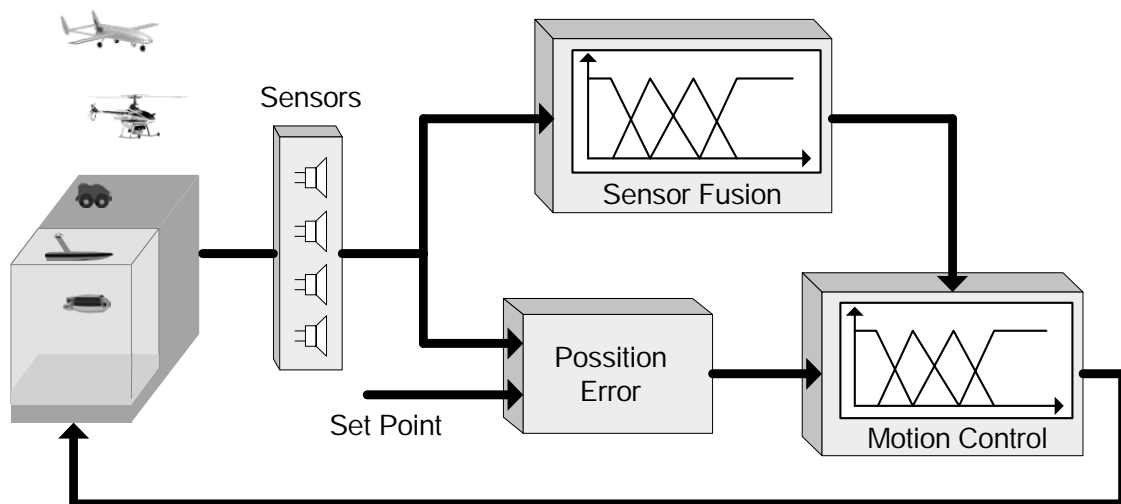 Sensors
Sensor Fusion
Possition
Error
Set Point
Motion Control